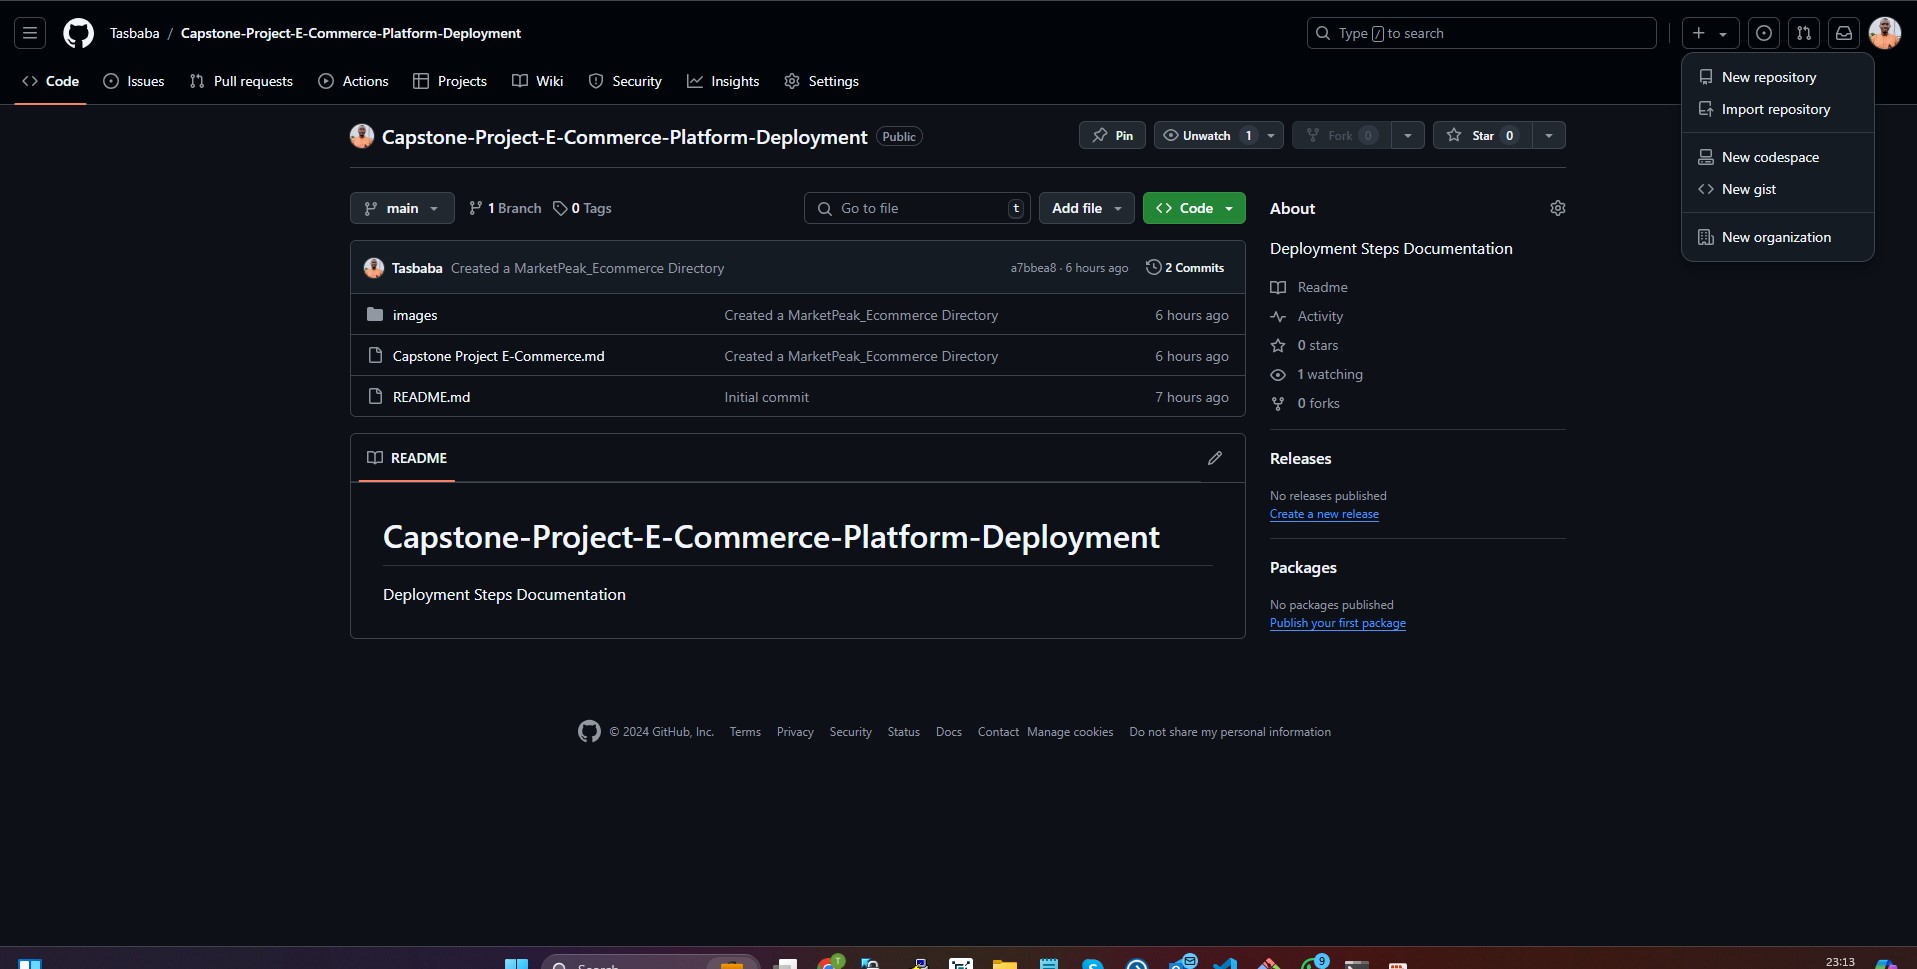 Tasbaba / Capstone-Project-E-Commerce-Platform-Deployment
Type / to search
Code Issues Pull requests Actions Projects Wiki Security Insights Settings
New repository
Import repository
New codespace
New gist
New organization
Capstone-Project-E-Commerce-Platform-Deployment Public
Pin Unwatch 1 Fork 0 Star 0
main 1 Branch 0 Tags Go to file t Add file Code
Tasbaba Created a MarketPeak_Ecommerce Directory a7bbea8 · 6 hours ago 2 Commits
images Created a MarketPeak_Ecommerce Directory 6 hours ago
Capstone Project E-Commerce.md Created a MarketPeak_Ecommerce Directory 6 hours ago
README.md Initial commit 7 hours ago
README
Capstone-Project-E-Commerce-Platform-Deployment
Deployment Steps Documentation
About
Deployment Steps Documentation
Readme
Activity
0 stars
1 watching
0 forks
Releases
No releases published
Create a new release
Packages
No packages published
Publish your first package
© 2024 GitHub, Inc. Terms Privacy Security Status Docs Contact Manage cookies Do not share my personal information
Search T 9 23:13